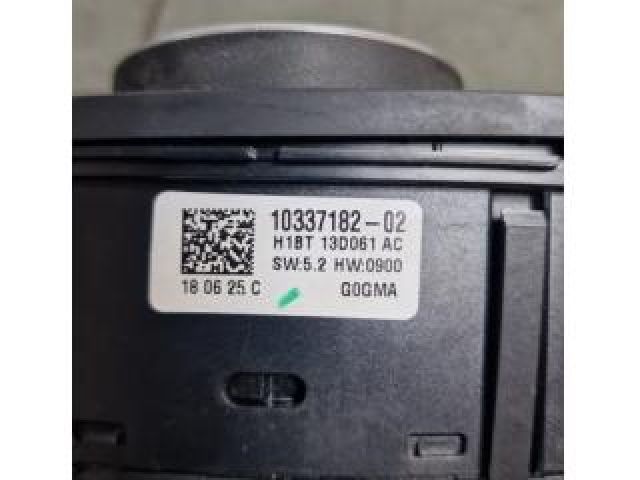 10337182-02
H1BT 13D061 AC
SW:5.2 HW:0900
18 06 25 C G0GMA